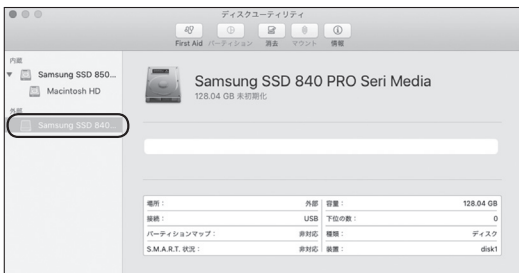 ディスクユーティリティ
First Aid パーティション 消去 マウント 情報
内蔵
Samsung SSD 850...
Macintosh HD
外部
Samsung SSD 840...
Samsung SSD 840 PRO Seri Media
128.04 GB 未初期化
場所： 外部 容量： 128.04 GB
接続： USB 下位の数： 0
パーティションマップ： 非対応 種類： ディスク
S.M.A.R.T. 状況： 非対応 装置： disk1